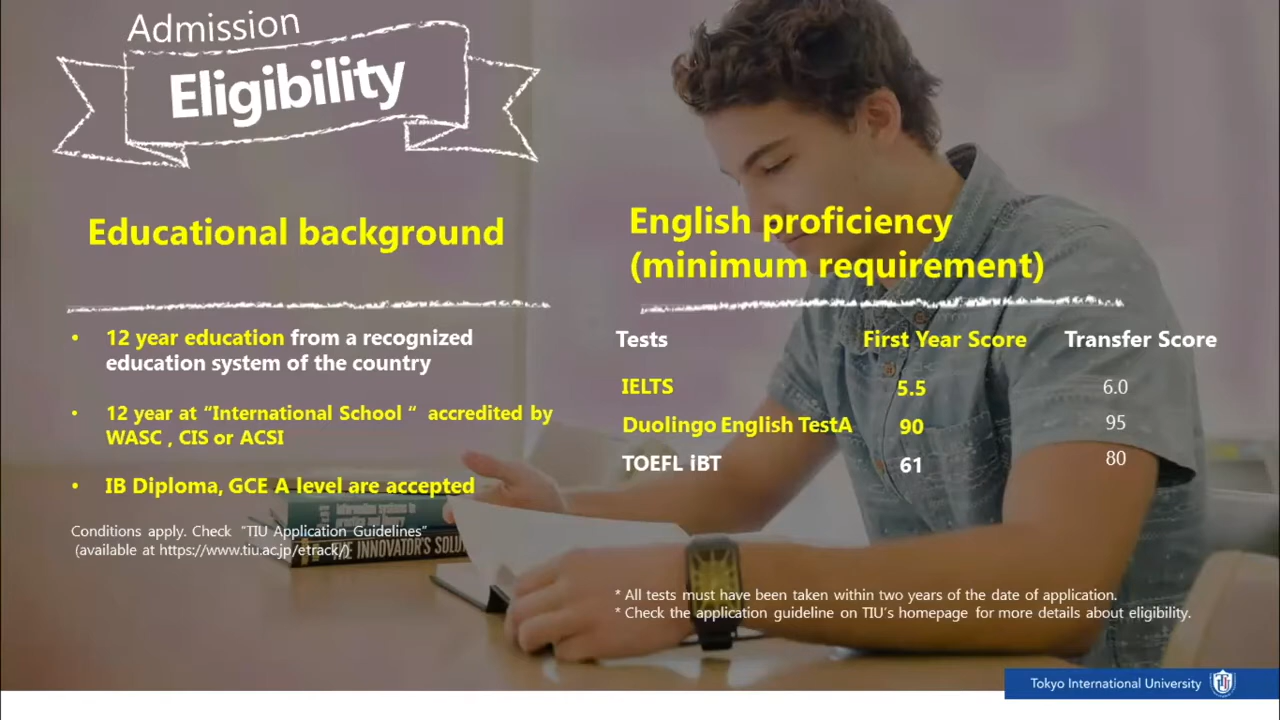 Admission
Eligibility
Educational background
• 12 year education from a recognized
education system of the country
• 12 year at “International School “ accredited by
WASC , CIS or ACSI
• IB Diploma, GCE A level are accepted
Conditions apply. Check “TIU Application Guidelines”
(available at https://www.tiu.ac.jp/etrack/)
THE INNOVATOR'S
English proficiency
(minimum requirement)
Tests First Year Score Transfer Score
IELTS 5.5 6.0
Duolingo English TestA 90 95
TOEFL iBT 61 80
* All tests must have been taken within two years of the date of application.
* Check the application guideline on TIU’s homepage for more details about eligibility.
Tokyo International University